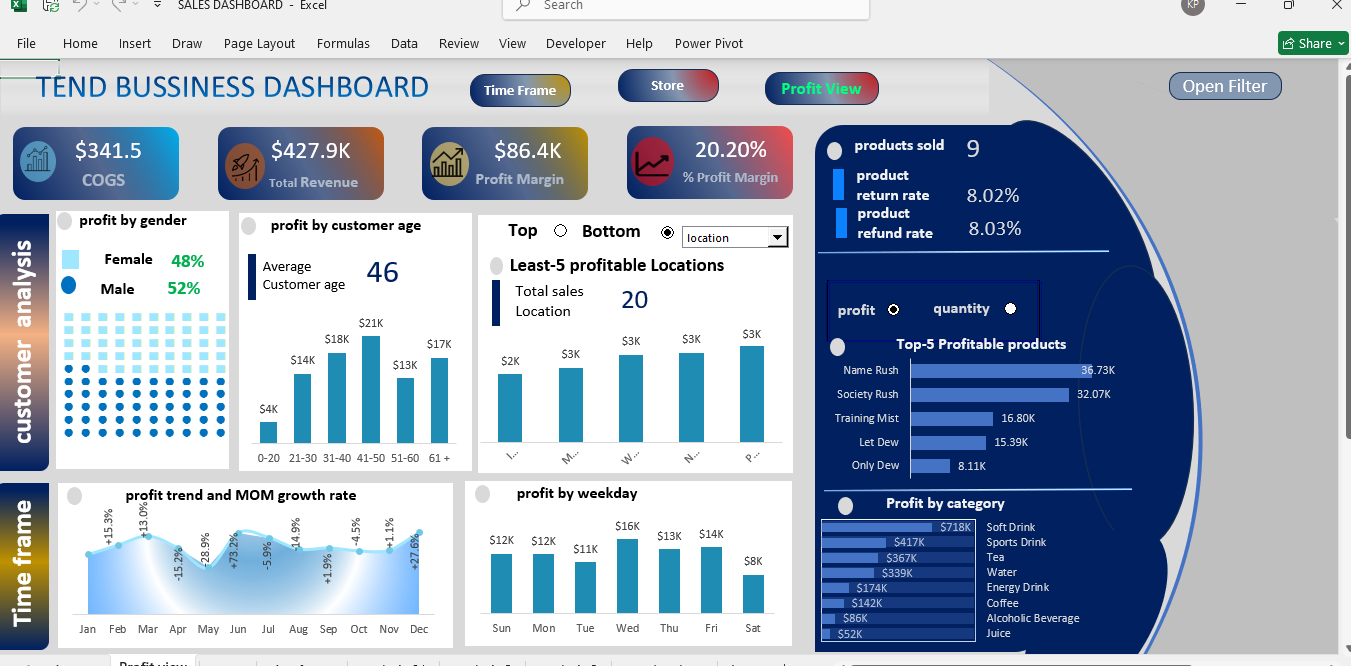 SALES DASHBOARD - Excel
Search
KP
File Home Insert Draw Page Layout Formulas Data Review View Developer Help Power Pivot
Share
TEND BUSSINESS DASHBOARD
Time Frame
Store
Profit View
Open Filter
$341.5
COGS
$427.9K
Total Revenue
$86.4K
Profit Margin
20.20%
% Profit Margin
products sold 9
product
return rate 8.02%
product
refund rate 8.03%
customer analysis
profit by gender
Female 48%
Male 52%
profit by customer age
Average
Customer age
46
$4K
$14K
$18K
$21K
$13K
$17K
0-20 21-30 31-40 41-50 51-60 61 +
Top Bottom location
Least-5 profitable Locations
Total sales
Location
20
$2K
$3K
$3K
$3K
$3K
I...
M...
W...
N...
P...
profit quantity
Top-5 Profitable products
Name Rush 36.73K
Society Rush 32.07K
Training Mist 16.80K
Let Dew 15.39K
Only Dew 8.11K
Time frame
profit trend and MOM growth rate
+15.3%
+13.0%
-15.2%
-28.9%
+73.2%
-5.9%
-14.9%
+1.9%
-4.5%
+1.1%
+27.6%
Jan Feb Mar Apr May Jun Jul Aug Sep Oct Nov Dec
profit by weekday
$12K
$12K
$11K
$16K
$13K
$14K
$8K
Sun Mon Tue Wed Thu Fri Sat
Profit by category
$718K Soft Drink
$417K Sports Drink
$367K Tea
$339K Water
$174K Energy Drink
$142K Coffee
$86K Alcoholic Beverage
$52K Juice
Profit view